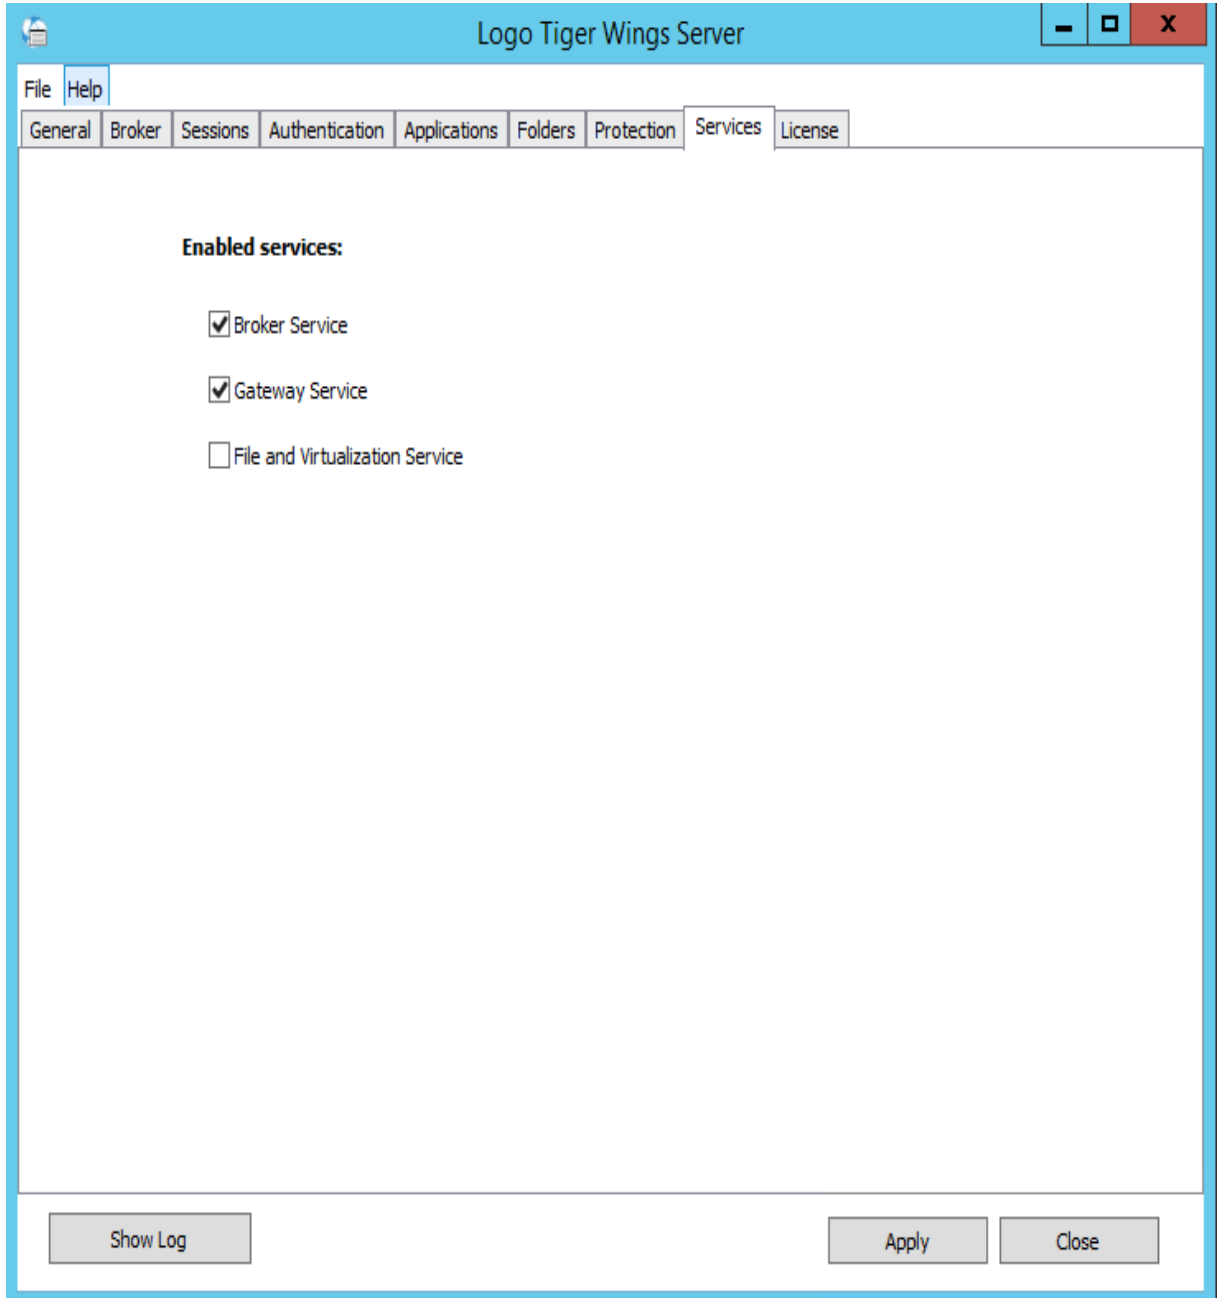 Logo Tiger Wings Server
File Help
General Broker Sessions Authentication Applications Folders Protection Services License
Enabled services:
Broker Service
Gateway Service
File and Virtualization Service
Show Log Apply Close